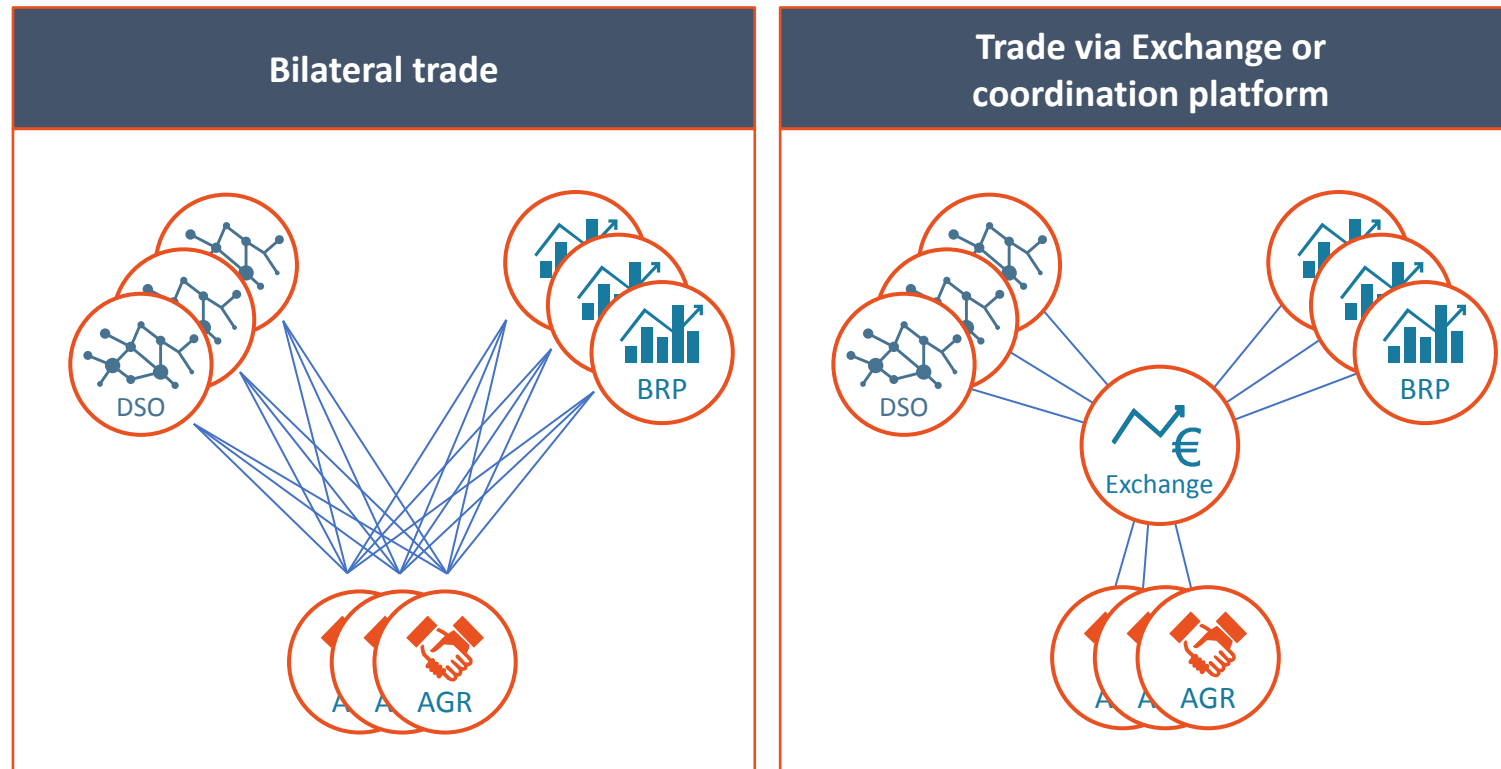 Bilateral trade
Trade via Exchange or
coordination platform
DSO
BRP
A
A
AGR
DSO
BRP
€
Exchange
A
A
AGR